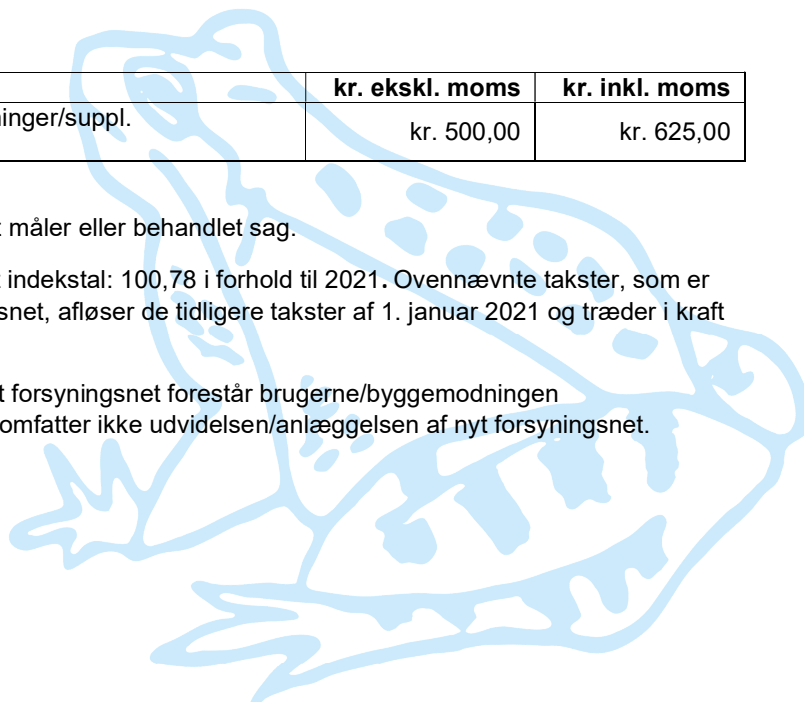 kr. ekskl. moms kr. inkl. moms
inger/suppl.
kr. 500,00 kr. 625,00
måler eller behandlet sag.
indekstal: 100,78 i forhold til 2021. Ovennævnte takster, som er
snet, afløser de tidligere takster af 1. januar 2021 og træder i kraft
t forsyningsnet forestår brugerne/byggemodningen
omfatter ikke udvidelsen/anlæggelsen af nyt forsyningsnet.